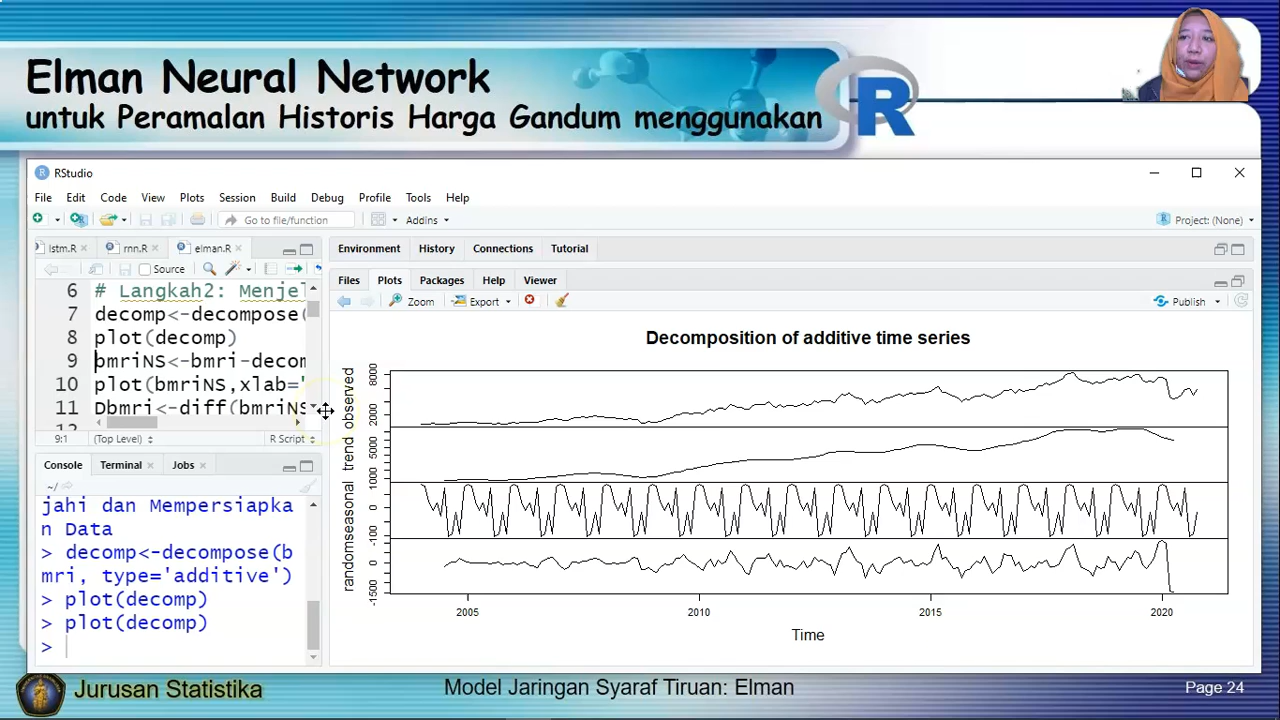 Elman Neural Network
untuk Peramalan Historis Harga Gandum menggunakan
R
R RStudio
File Edit Code View Plots Session Build Debug Profile Tools Help
Go to file/function
Addins
Project: (None)
lstm.R
rnn.R
elman.R
Source
6 # Langkah2: Menjel
7 decomp<-decompose(
8 plot(decomp)
9 bmriNS<-bmri-decom
10 plot(bmriNS,xlab='
11 Dbmri<-diff(bmriNS
9:1 (Top Level) R Script
Console Terminal Jobs
~/
jahi dan Mempersiapka
n Data
> decomp<-decompose(b
mri, type='additive')
> plot(decomp)
> plot(decomp)
>
Environment History Connections Tutorial
Files Plots Packages Help Viewer
Zoom Export Publish
Decomposition of additive time series
observed
2000 8000
trend
1000 5000
seasonal
-100 0
random
-1500 0
2005 2010 2015 2020
Time
Jurusan Statistika
Model Jaringan Syaraf Tiruan: Elman
Page 24